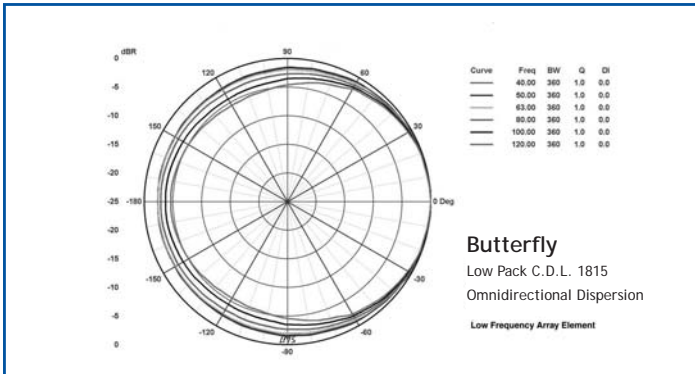 0
dBR
90
-5
120
60
-10
150
30
-15
-20
-25
-180
0 Deg
-20
-15
-150
-30
-10
-5
-120
-60
0
-90
Curve Freq BW Q DI
40.00 360 1.0 0.0
50.00 360 1.0 0.0
63.00 360 1.0 0.0
80.00 360 1.0 0.0
100.00 360 1.0 0.0
120.00 360 1.0 0.0
Butterfly
Low Pack C.D.L. 1815
Omnidirectional Dispersion
Low Frequency Array Element